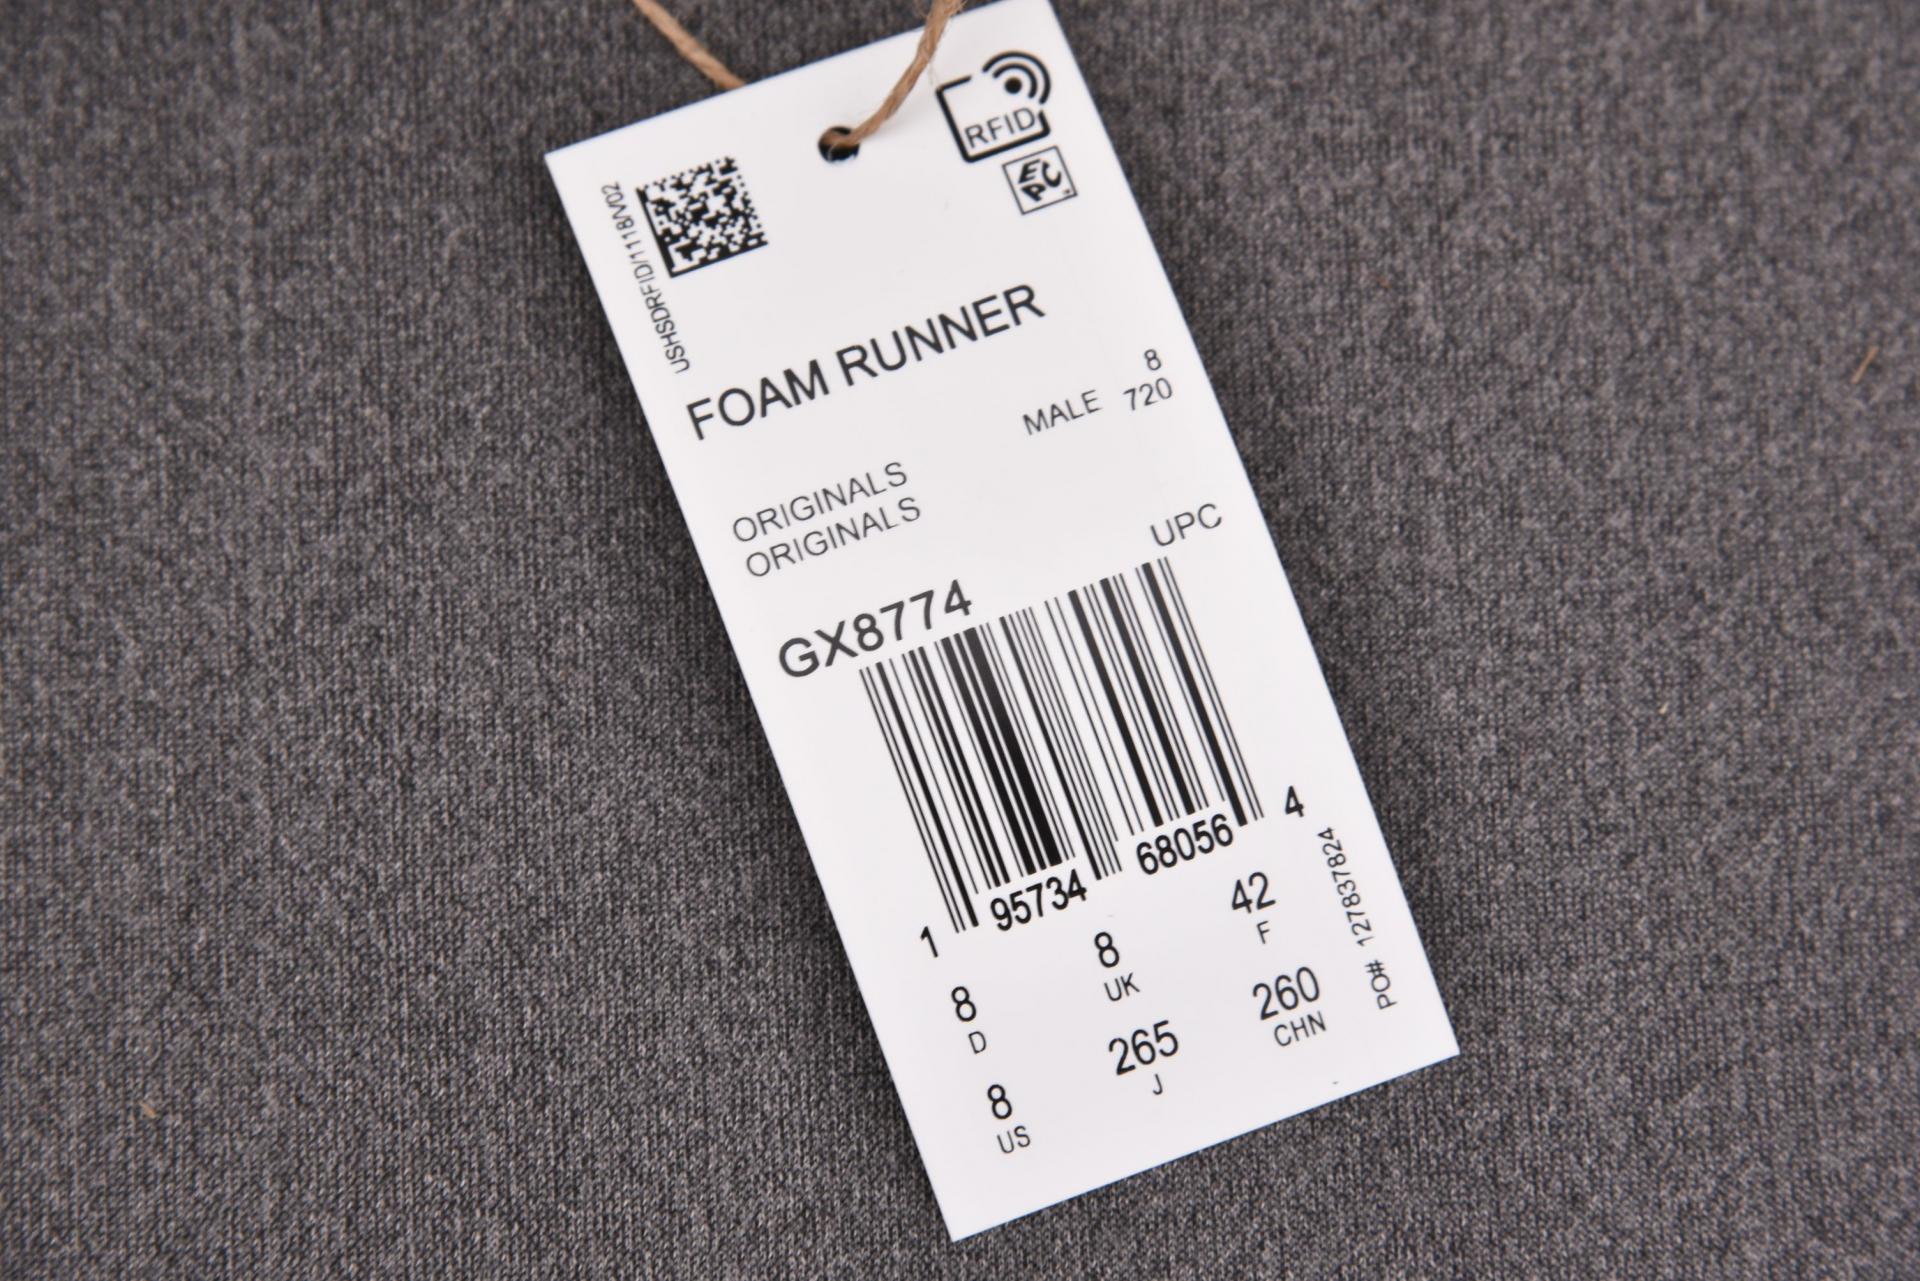 RFID
EPC
USHSDRFID/1118/V02
FOAM RUNNER
8
MALE 720
ORIGINALS
ORIGINALS
UPC
GX8774
1 95734 68056 4
8 8 42
D UK F
8 265 260
US J CHN
PO# 127837824